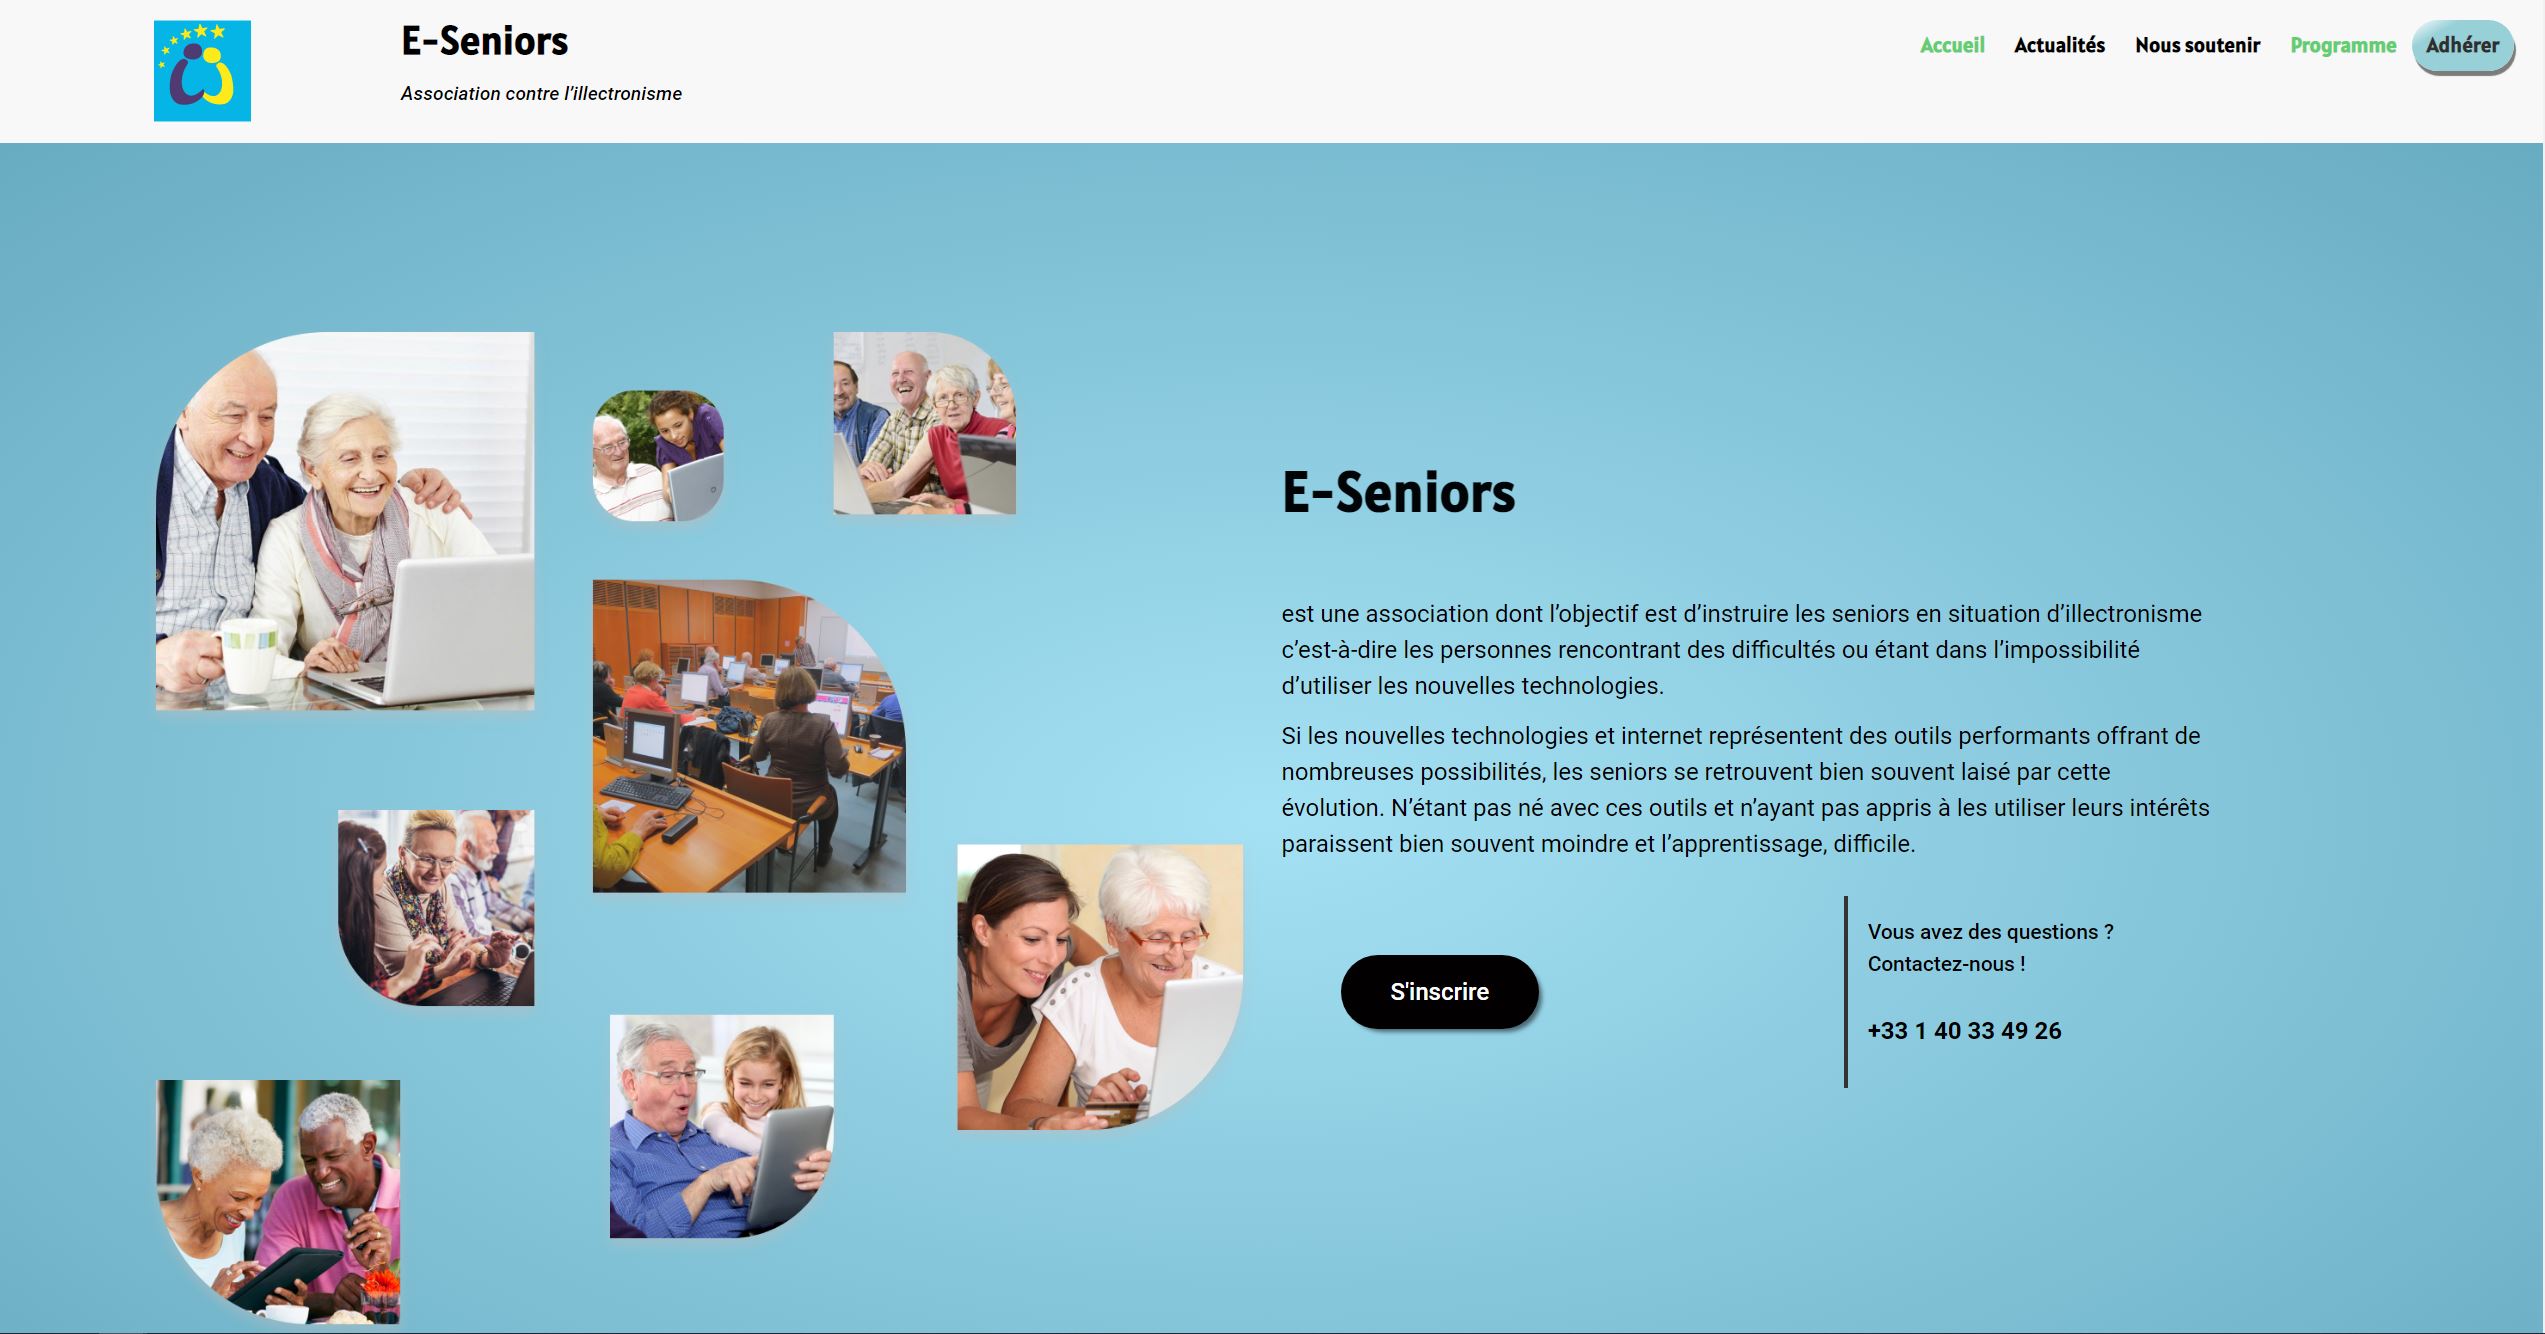 E-Seniors
Association contre l’illectronisme
Accueil Actualités Nous soutenir Programme Adhérer
E-Seniors
est une association dont l’objectif est d’instruire les seniors en situation d’illectronisme
c’est-à-dire les personnes rencontrant des difficultés ou étant dans l’impossibilité
d’utiliser les nouvelles technologies.
Si les nouvelles technologies et internet représentent des outils performants offrant de
nombreuses possibilités, les seniors se retrouvent bien souvent laisé par cette
évolution. N’étant pas né avec ces outils et n’ayant pas appris à les utiliser leurs intérêts
paraissent bien souvent moindre et l’apprentissage, difficile.
S'inscrire
Vous avez des questions ?
Contactez-nous !
+33 1 40 33 49 26